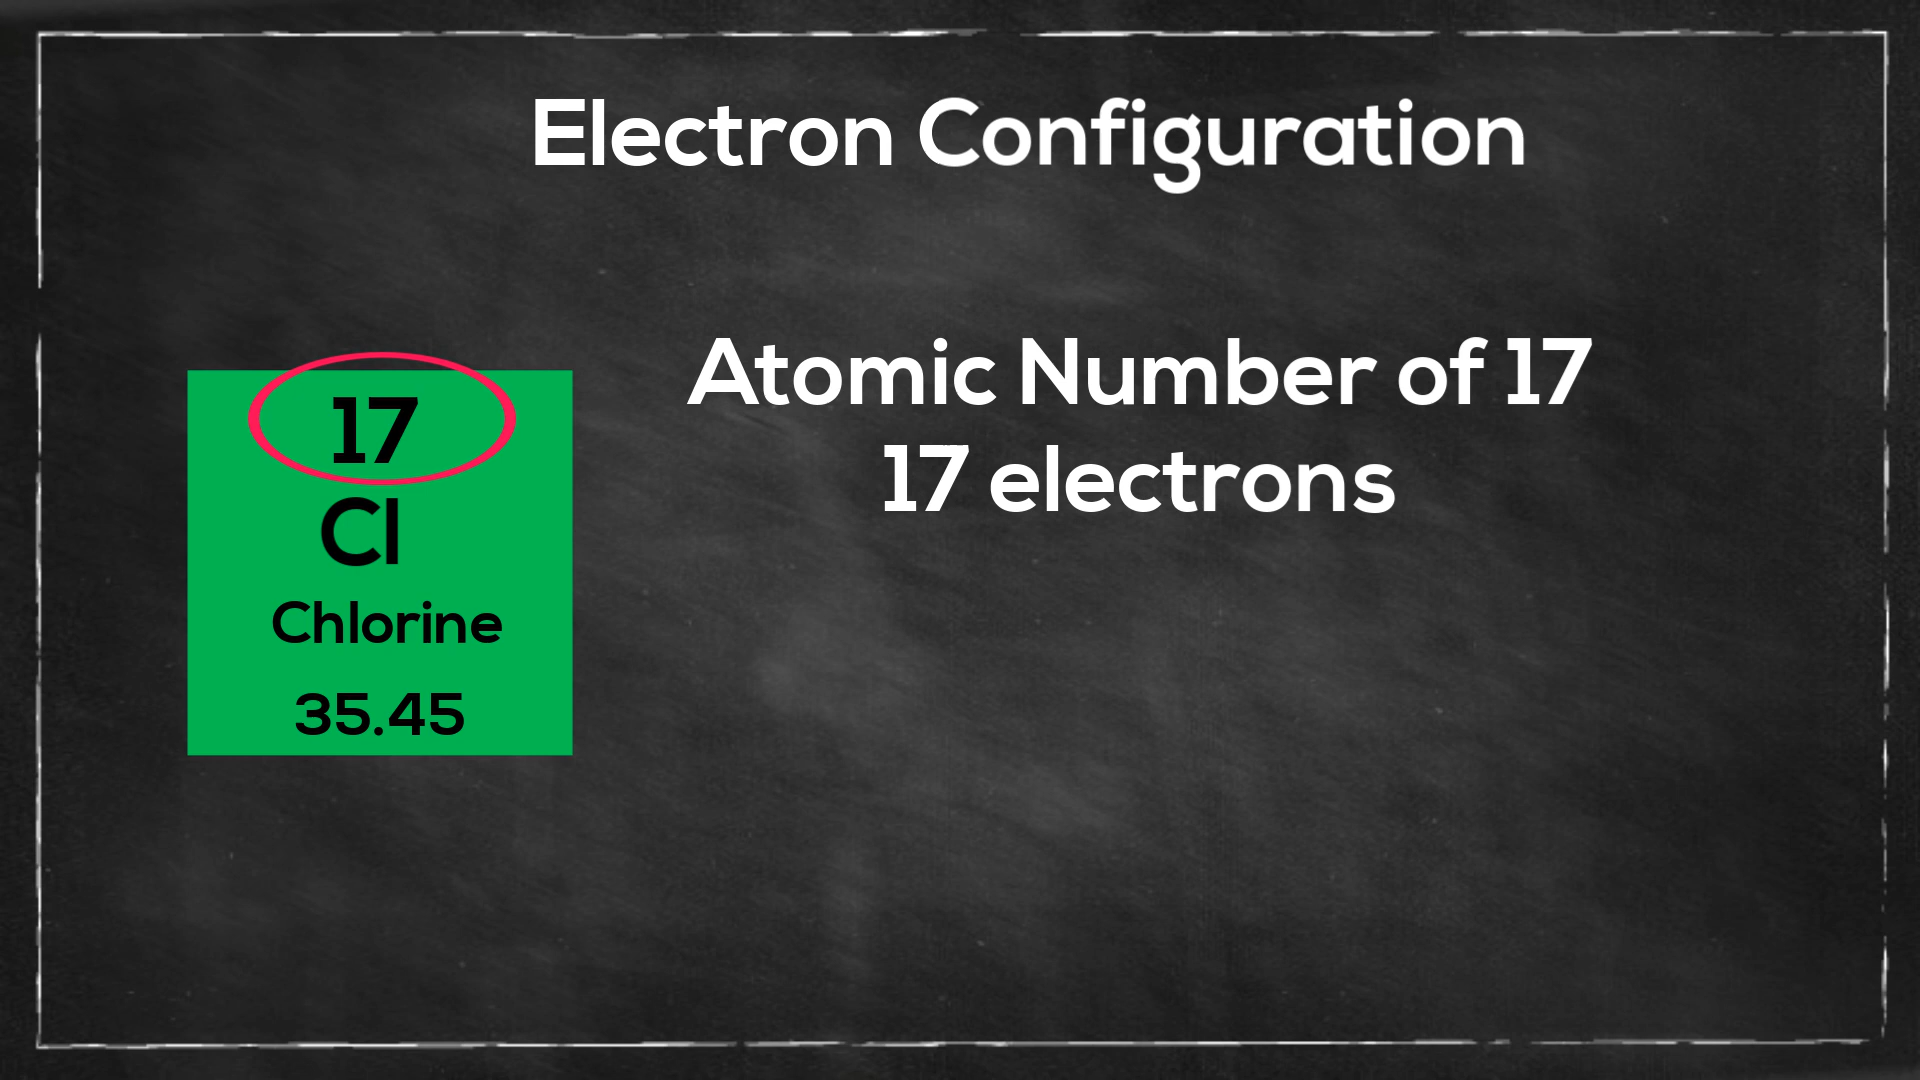 Electron Configuration
Atomic Number of 17
17 electrons
17
Cl
Chlorine
35.45